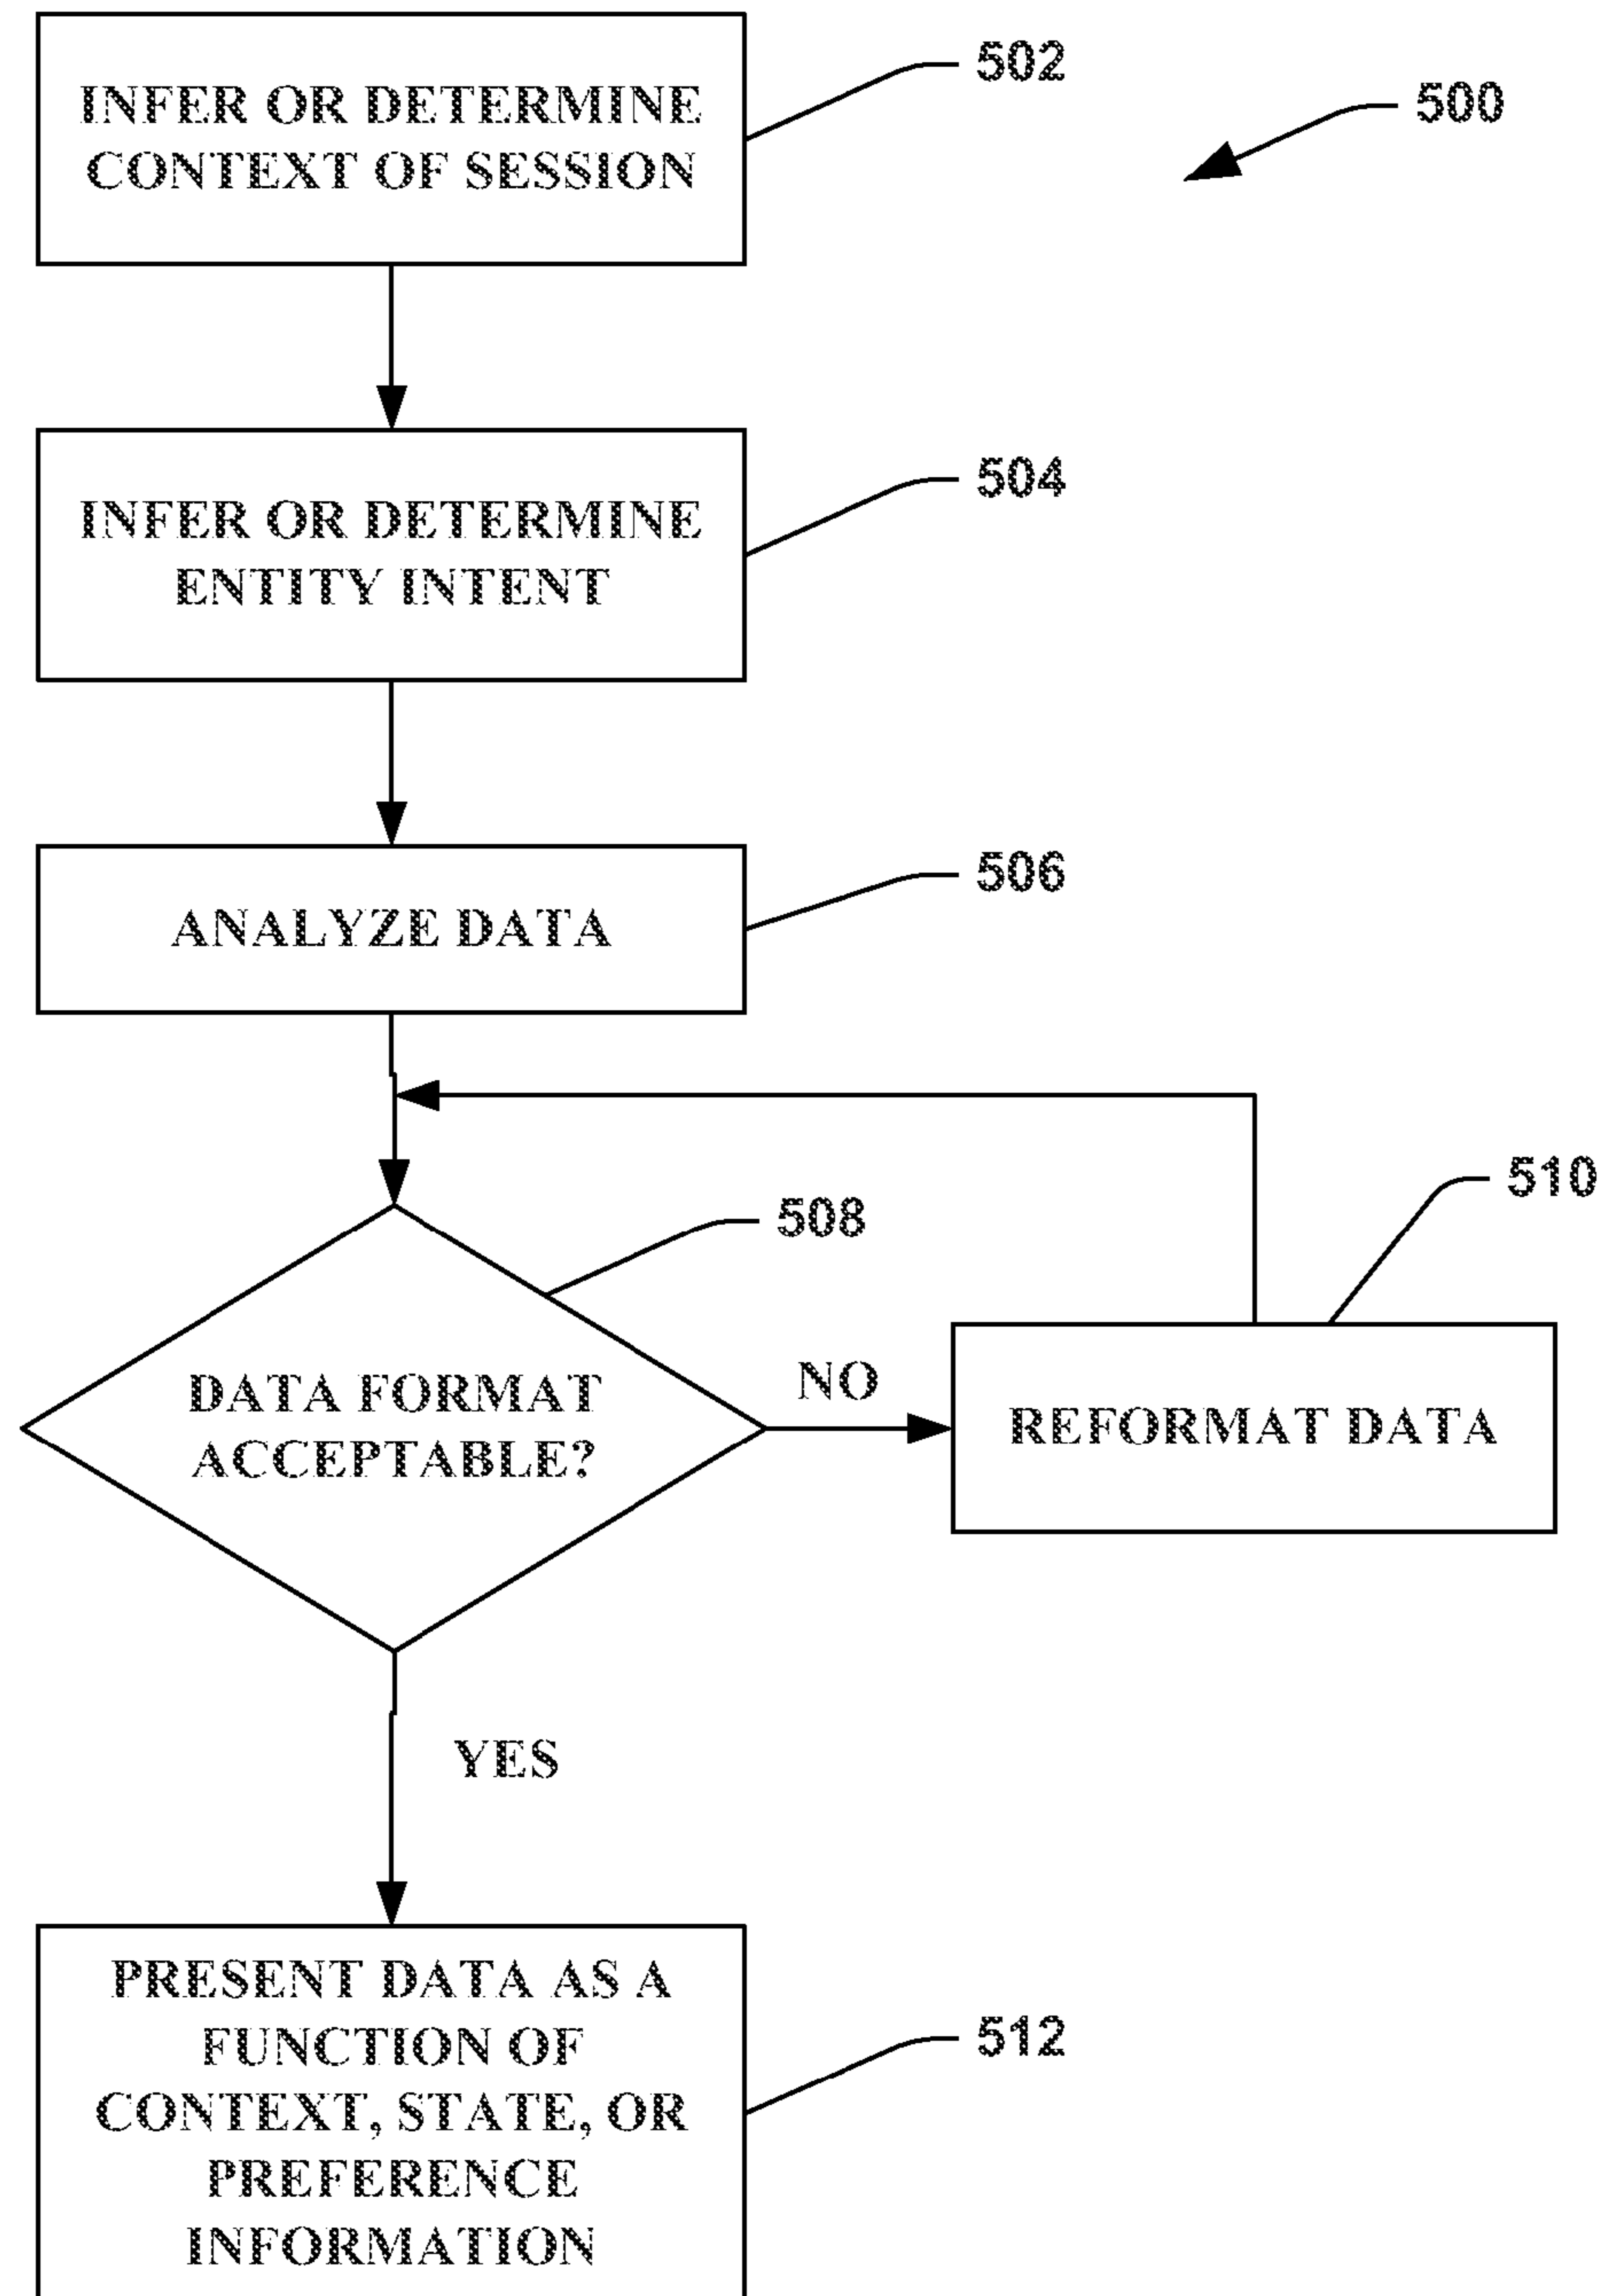 INFER OR DETERMINE
CONTEXT OF SESSION
502
500
INFER OR DETERMINE
ENTITY INTENT
504
ANALYZE DATA
506
508
510
DATA FORMAT
ACCEPTABLE?
NO
REFORMAT DATA
YES
PRESENT DATA AS A
FUNCTION OF
CONTEXT, STATE, OR
PREFERENCE
INFORMATION
512